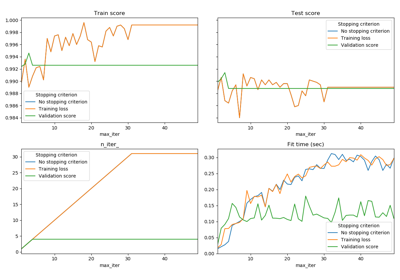 Train score
Test score
1.000
0.998
0.996
0.994
0.992
0.990
0.988
0.986
0.984
Stopping criterion
No stopping criterion
Training loss
Validation score
10 20 30 40
max_iter
Stopping criterion
No stopping criterion
Training loss
Validation score
10 20 30 40
max_iter
n_iter_
Fit time (sec)
30
25
20
15
10
5
0
Stopping criterion
No stopping criterion
Training loss
Validation score
10 20 30 40
max_iter
0.30
0.25
0.20
0.15
0.10
0.05
0.00
Stopping criterion
No stopping criterion
Training loss
Validation score
10 20 30 40
max_iter